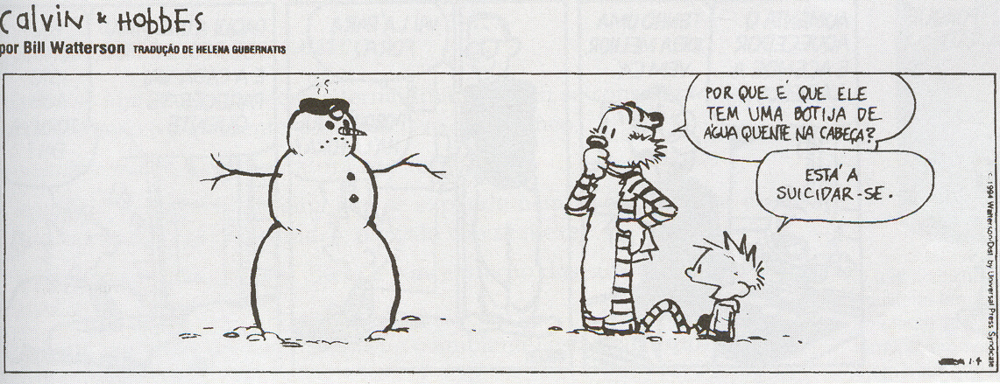 Calvin & Hobbes
por Bill Watterson TRADUÇÃO DE HELENA GUBERNATIS
POR QUE É QUE ELE
TEM UMA BOTIJA DE
ÁGUA QUENTE NA CABEÇA?
ESTÁ A
SUICIDAR-SE.
© 1994 Watterson/Dist by Universal Press Syndicate
1-4